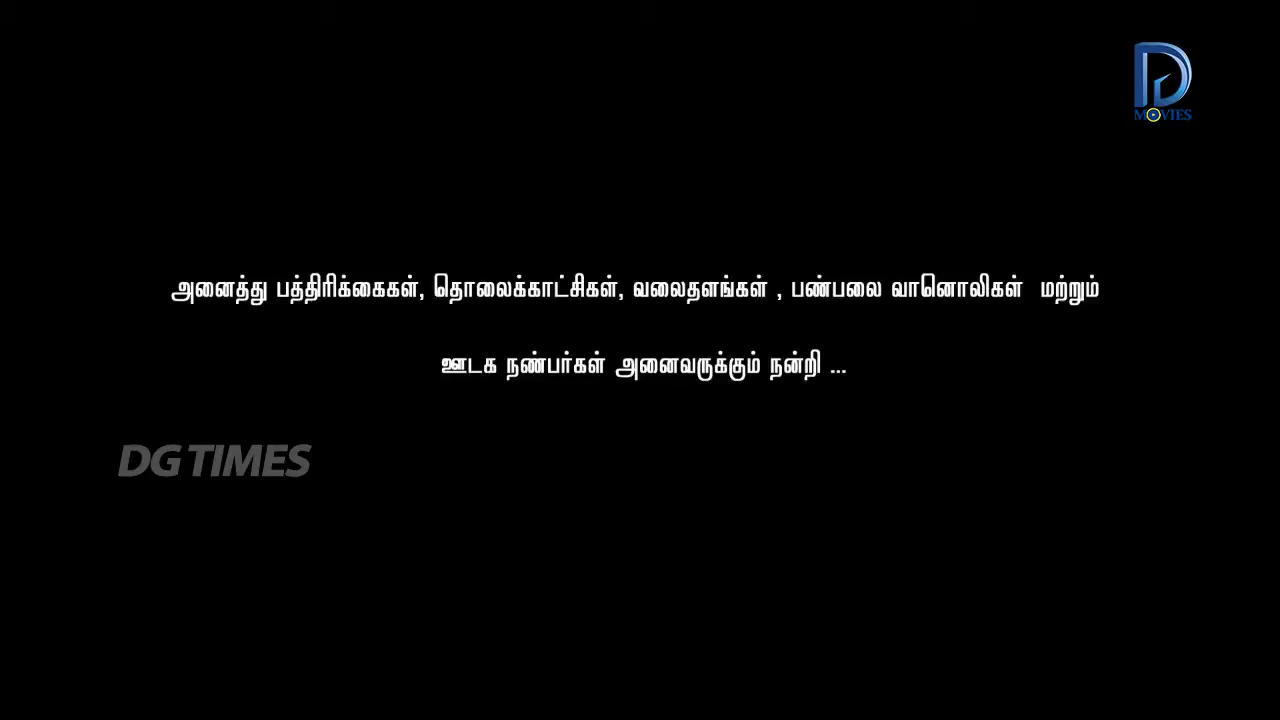 D
MOVIES
அனைத்து பத்திரிக்கைகள், தொலைக்காட்சிகள், வலைதளங்கள் , பண்பலை வானொலிகள் மற்றும்
ஊடக நண்பர்கள் அனைவருக்கும் நன்றி ...
DG TIMES